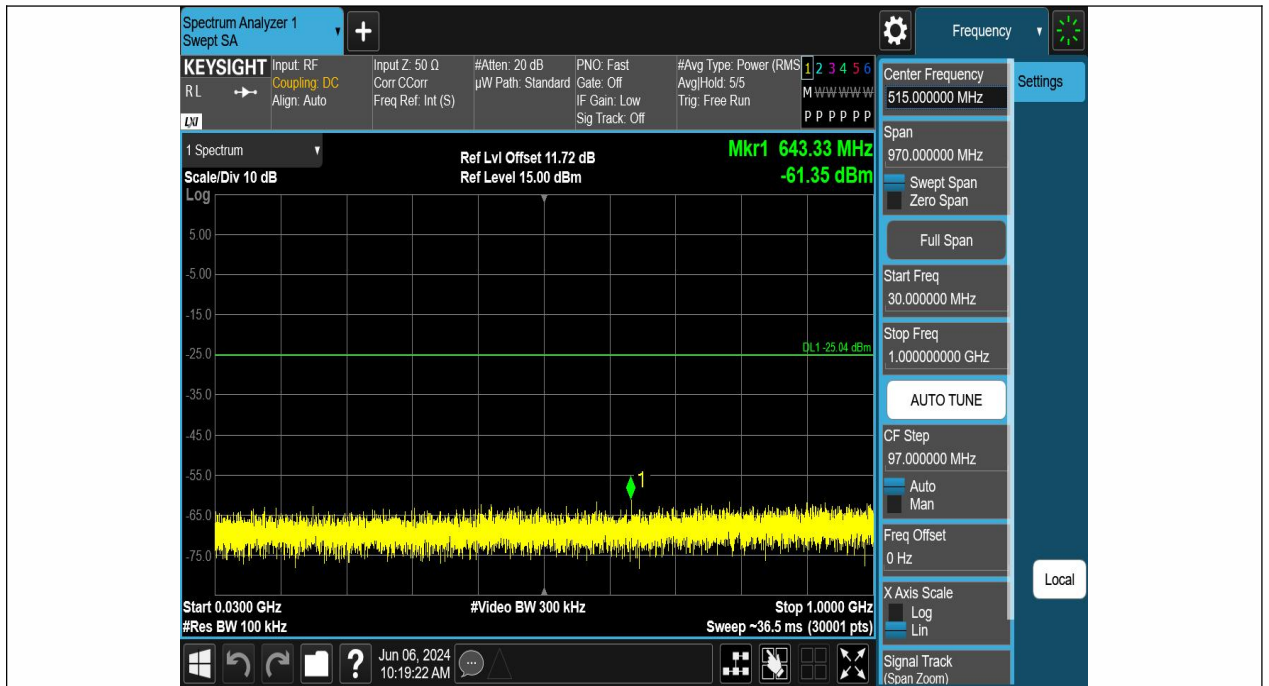 Spectrum Analyzer 1
Swept SA
+
Frequency
KEYSIGHT
RL
LXI
Input: RF
Coupling: DC
Align: Auto
Input Z: 50 Ω
Corr CCorr
Freq Ref: Int (S)
#Atten: 20 dB
µW Path: Standard
PNO: Fast
Gate: Off
IF Gain: Low
Sig Track: Off
#Avg Type: Power (RMS
Avg|Hold: 5/5
Trig: Free Run
1 2 3 4 5 6
M W W W W W
P P P P P P
1 Spectrum
Scale/Div 10 dB
Ref Lvl Offset 11.72 dB
Ref Level 15.00 dBm
Mkr1 643.33 MHz
-61.35 dBm
Log
5.00
-5.00
-15.0
-25.0
DL1 -25.04 dBm
-35.0
-45.0
-55.0
1
-65.0
-75.0
Start 0.0300 GHz
#Res BW 100 kHz
#Video BW 300 kHz
Stop 1.0000 GHz
Sweep ~36.5 ms (30001 pts)
?
Jun 06, 2024
10:19:22 AM
Center Frequency
515.000000 MHz
Settings
Span
970.000000 MHz
Swept Span
Zero Span
Full Span
Start Freq
30.000000 MHz
Stop Freq
1.000000000 GHz
AUTO TUNE
CF Step
97.000000 MHz
Auto
Man
Freq Offset
0 Hz
Local
X Axis Scale
Log
Lin
Signal Track
(Span Zoom)